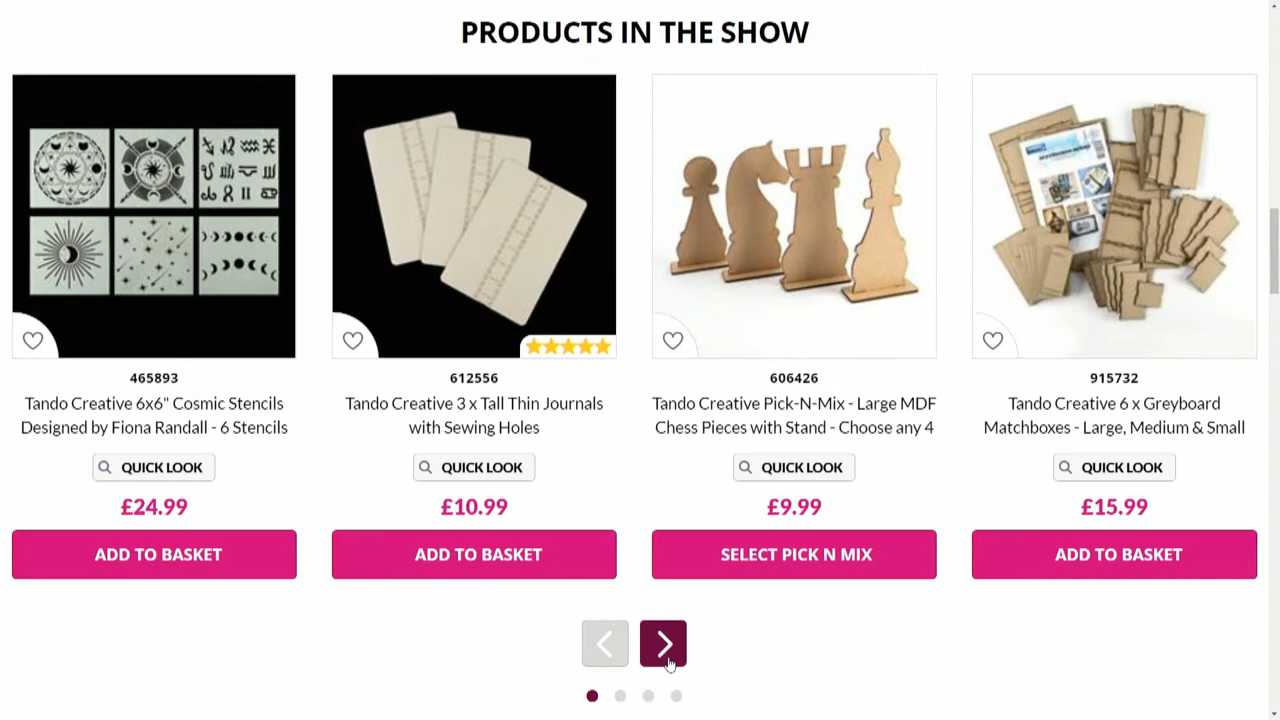 PRODUCTS IN THE SHOW
465893
Tando Creative 6x6" Cosmic Stencils
Designed by Fiona Randall - 6 Stencils
QUICK LOOK
£24.99
ADD TO BASKET
612556
Tando Creative 3 x Tall Thin Journals
with Sewing Holes
QUICK LOOK
£10.99
ADD TO BASKET
606426
Tando Creative Pick-N-Mix - Large MDF
Chess Pieces with Stand - Choose any 4
QUICK LOOK
£9.99
SELECT PICK N MIX
915732
Tando Creative 6 x Greyboard
Matchboxes - Large, Medium & Small
QUICK LOOK
£15.99
ADD TO BASKET